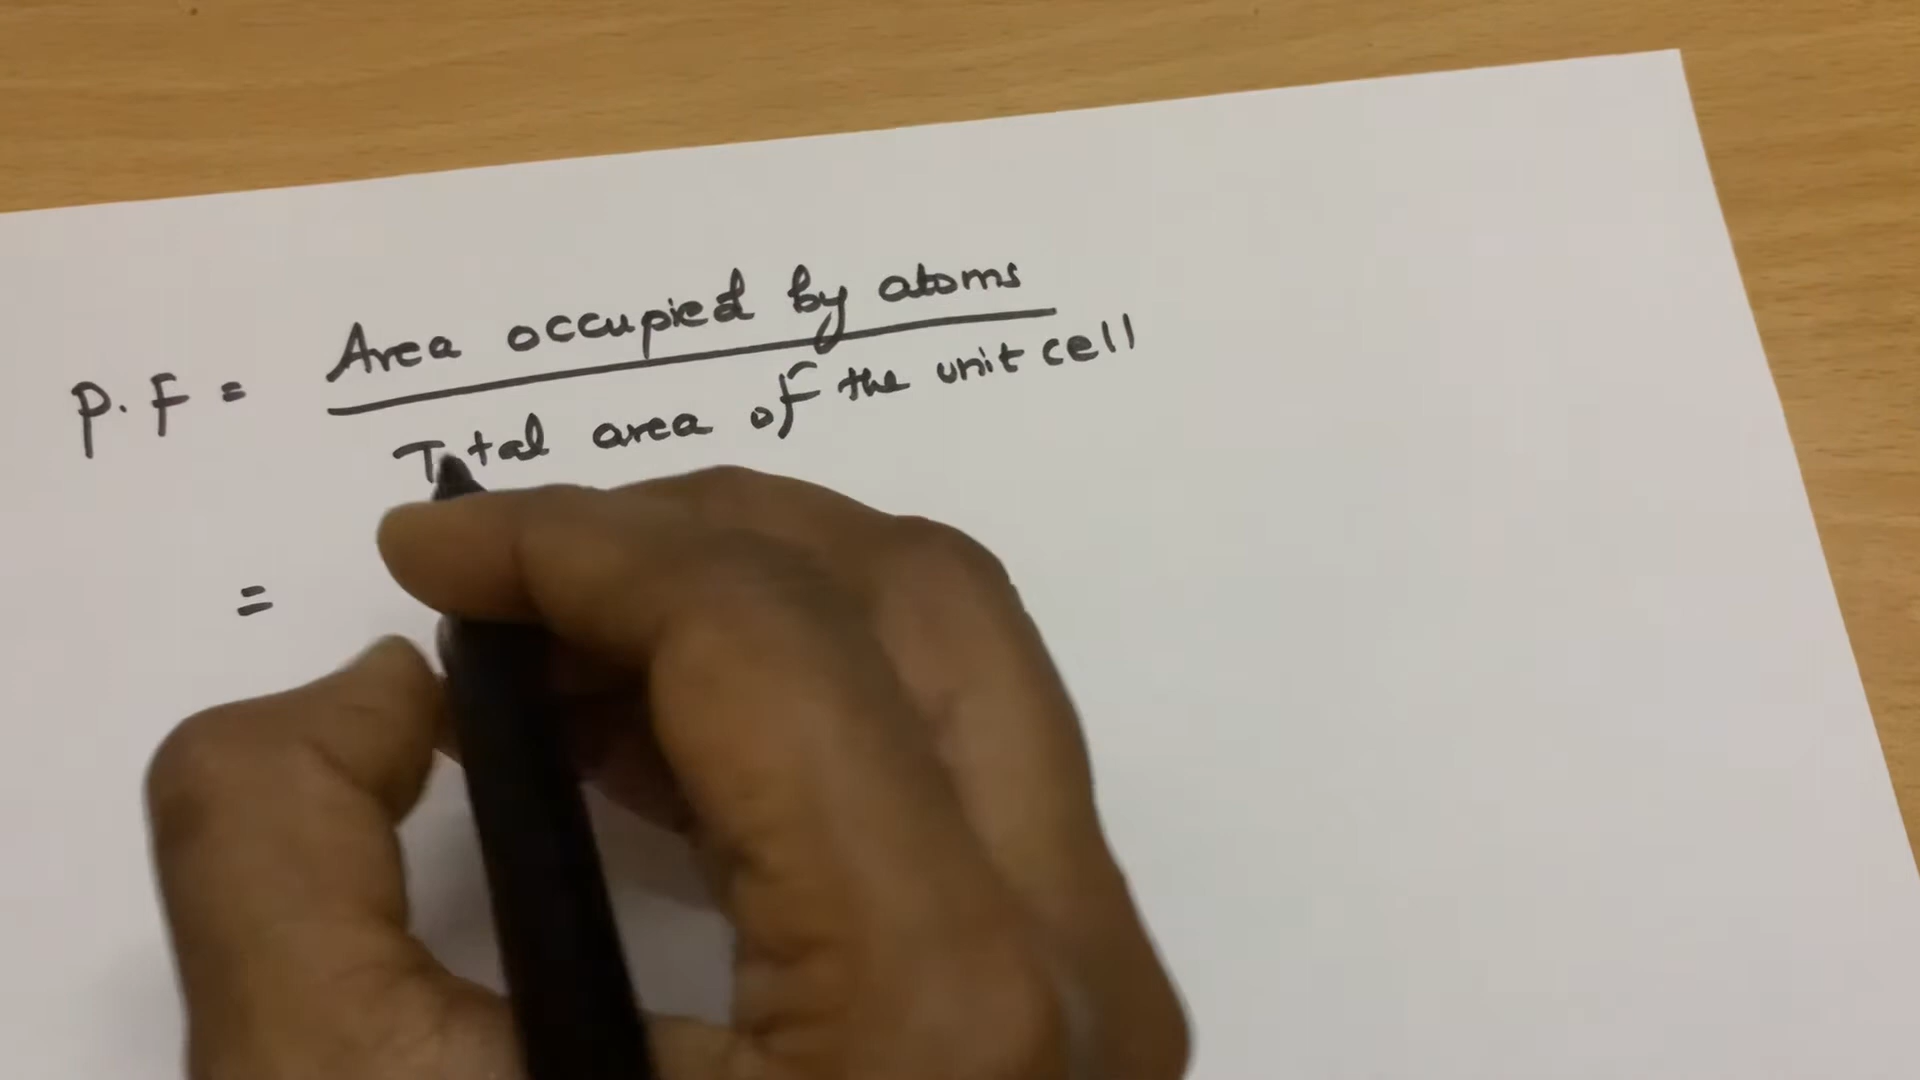 P.F = Area occupied by atoms
Total area of the unit cell
=